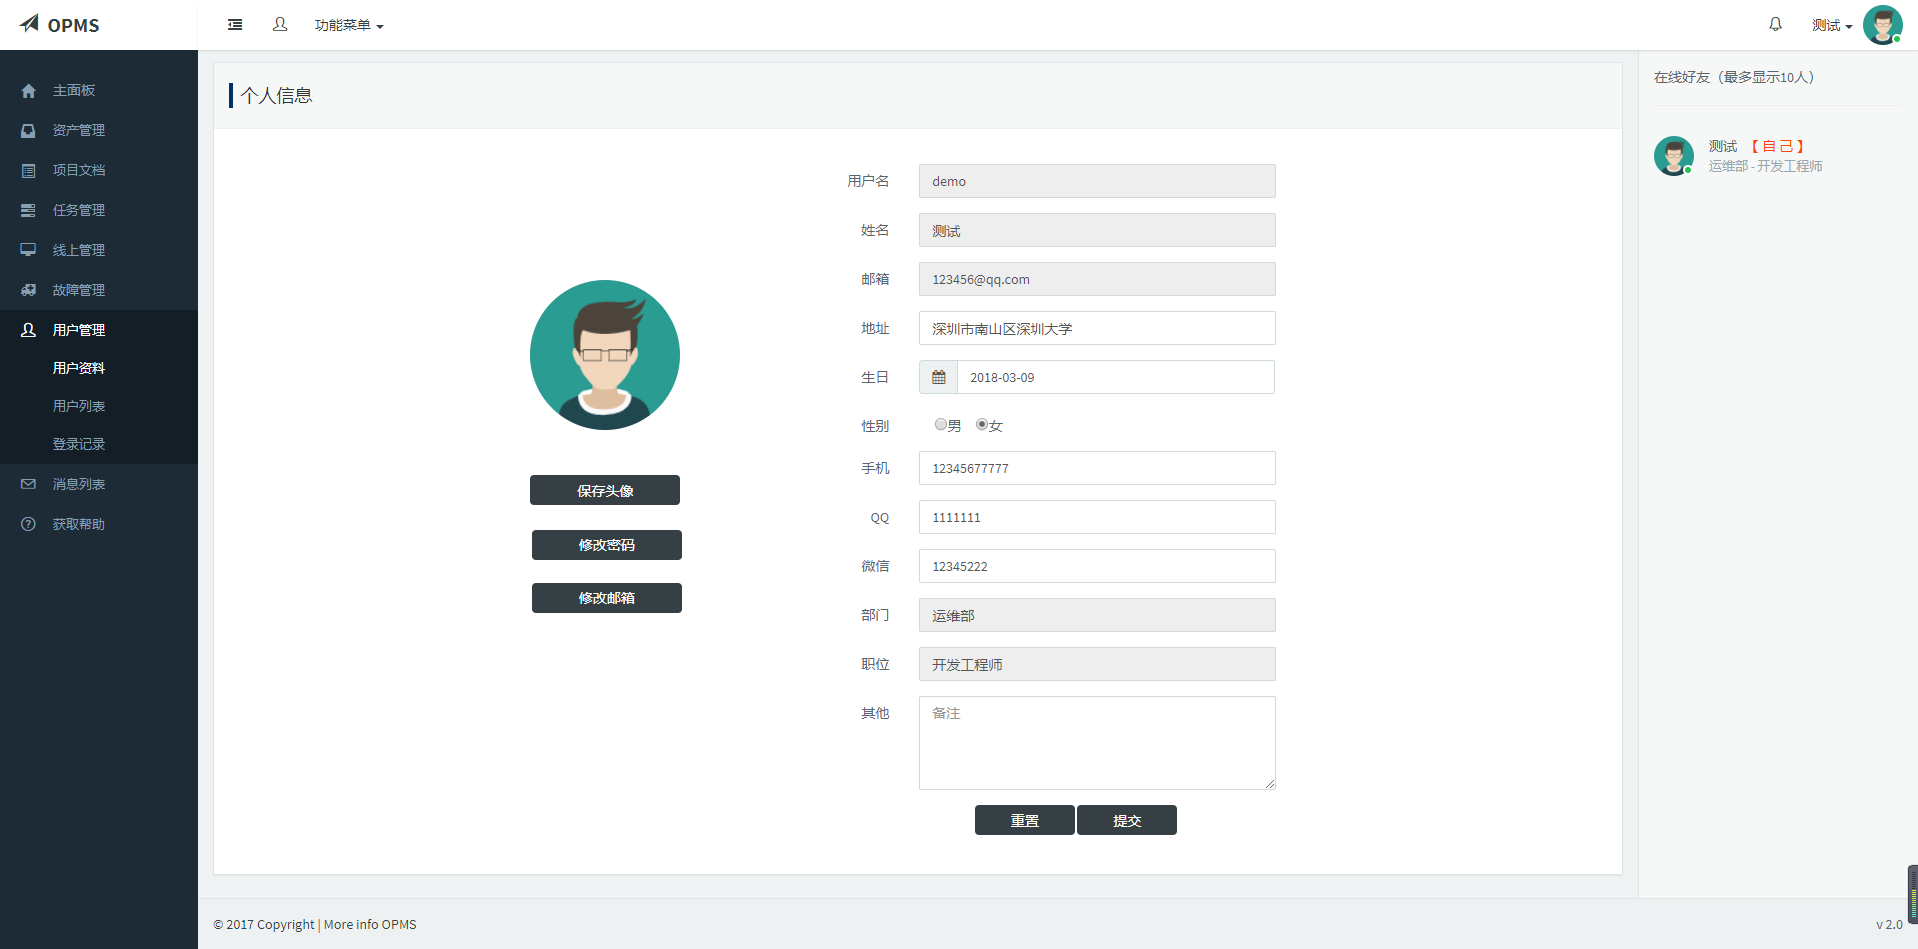 OPMS
功能菜单
测试
主面板
资产管理
项目文档
任务管理
线上管理
故障管理
用户管理
用户资料
用户列表
登录记录
消息列表
获取帮助
个人信息
保存头像
修改密码
修改邮箱
用户名 demo
姓名 测试
邮箱 123456@qq.com
地址 深圳市南山区深圳大学
生日 2018-03-09
性别 男 女
手机 12345677777
QQ 1111111
微信 12345222
部门 运维部
职位 开发工程师
其他 备注
重置 提交
在线好友（最多显示10人）
测试 【 自 己 】
运维部 - 开发工程师
© 2017 Copyright | More info OPMS
v 2.0